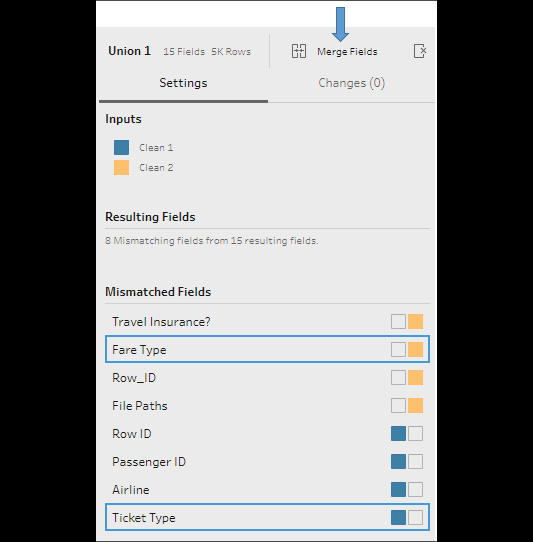 Union 1 15 Fields 5K Rows Merge Fields
Settings Changes (0)
Inputs
Clean 1
Clean 2
Resulting Fields
8 Mismatching fields from 15 resulting fields.
Mismatched Fields
Travel Insurance?
Fare Type
Row_ID
File Paths
Row ID
Passenger ID
Airline
Ticket Type